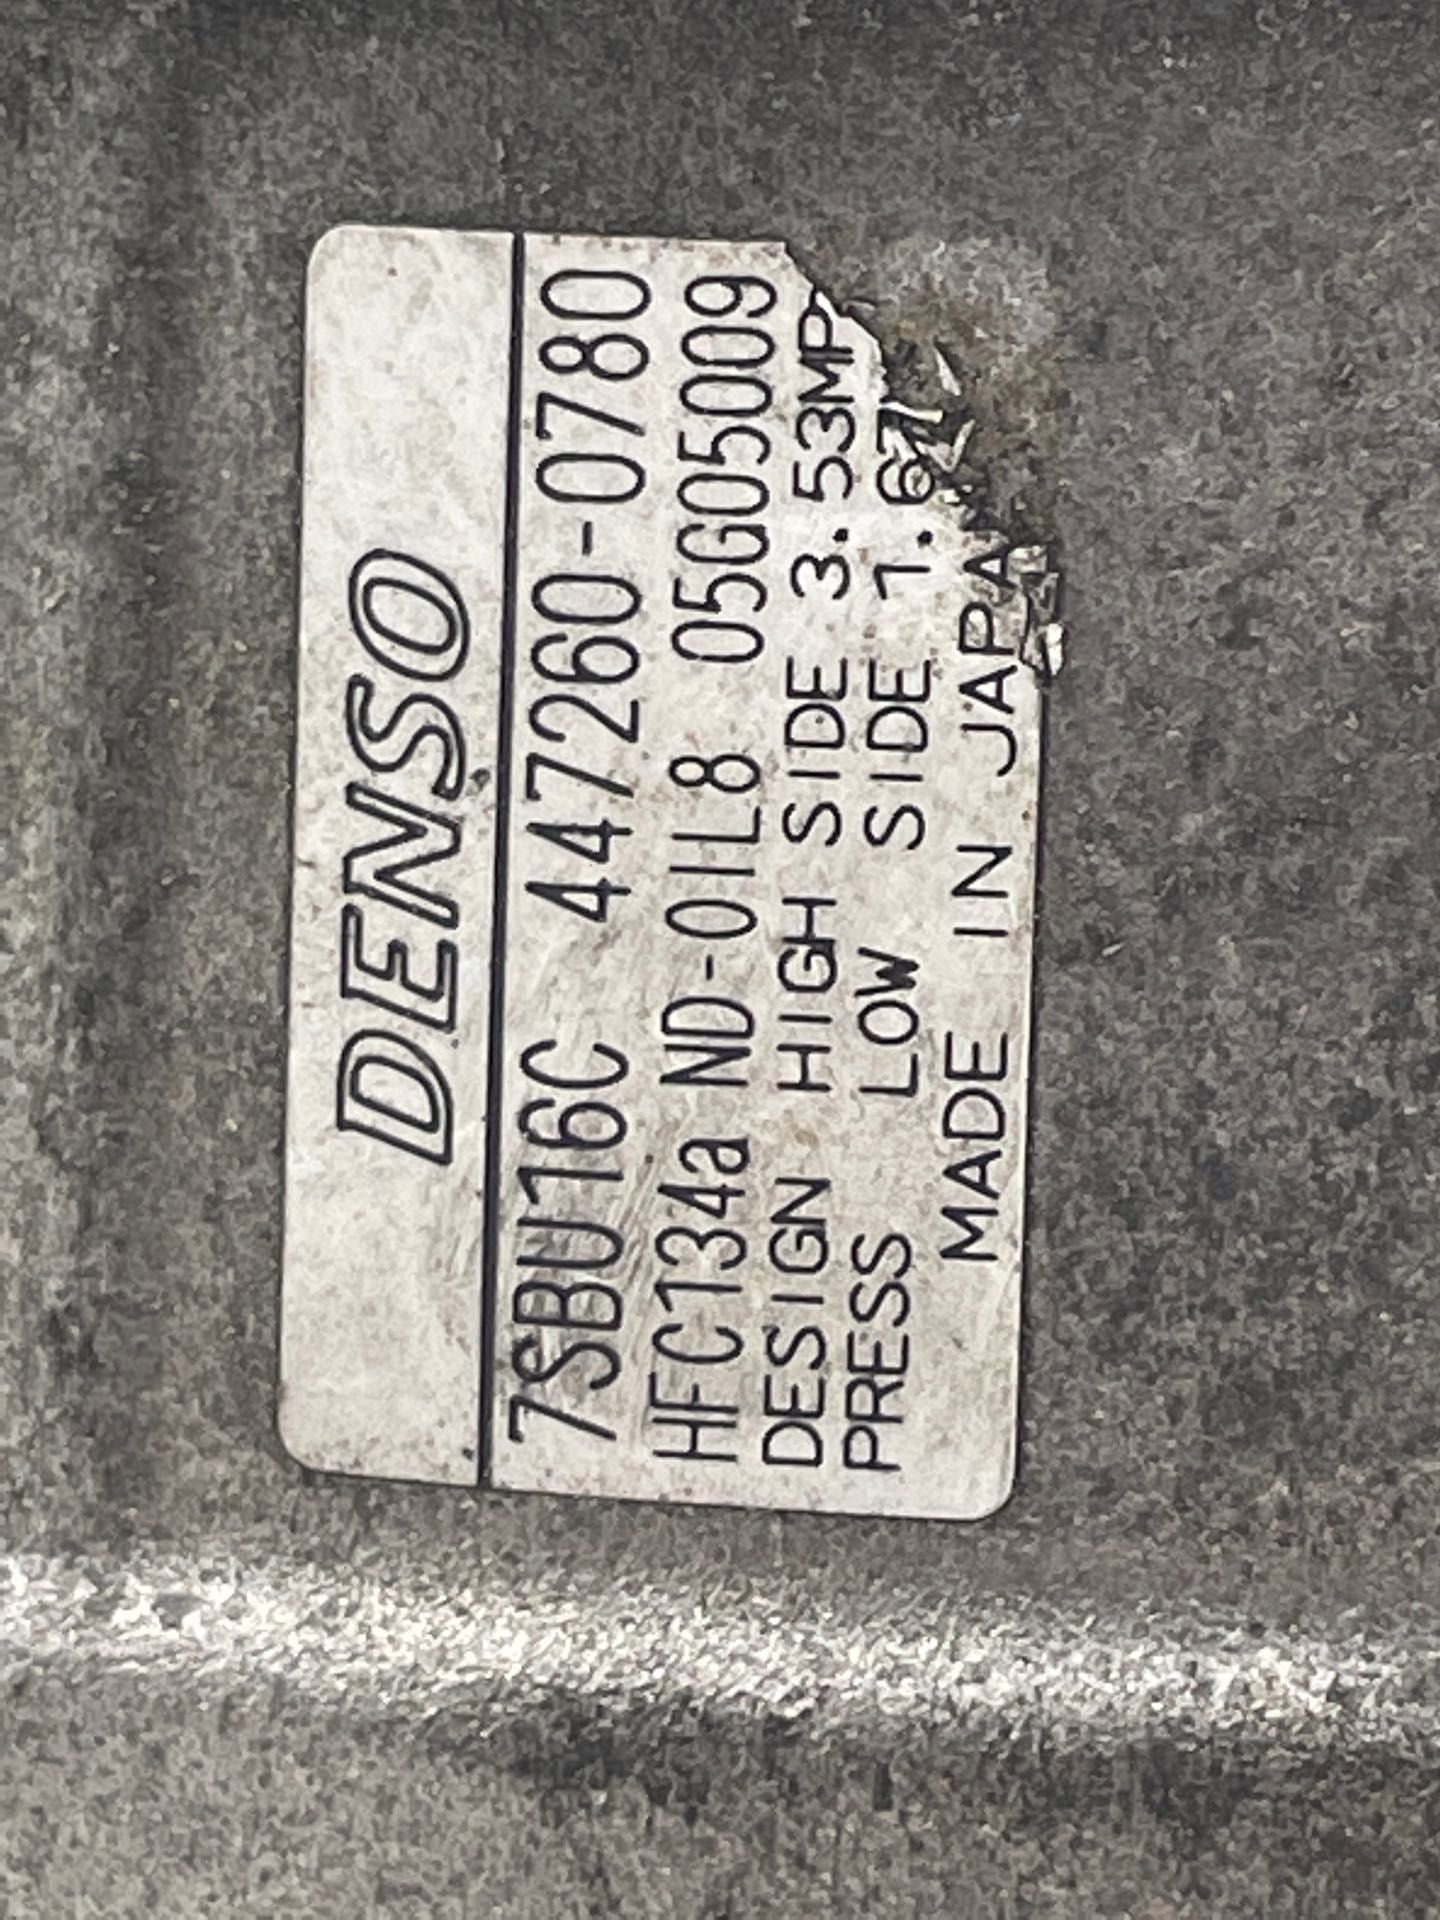 DENSO
7SBU16C 447260-0780
HFC134a ND-OIL8 05G05009
DESIGN HIGH SIDE 3.53MP
PRESS LOW SIDE 1.67
MADE IN JAPA